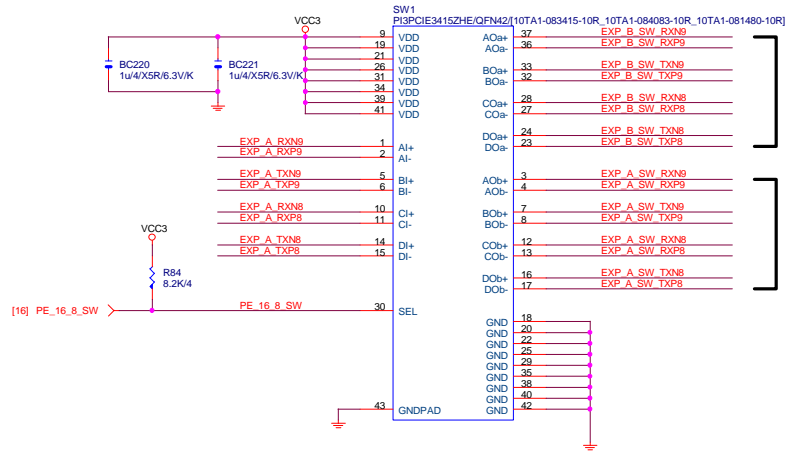 SW1
PI3PCIE3415ZHE/QFN42/[10TA1-083415-10R_10TA1-084083-10R_10TA1-081480-10R]
VCC3
BC220
1u/4/X5R/6.3V/K
BC221
1u/4/X5R/6.3V/K
9 VDD
19 VDD
21 VDD
26 VDD
31 VDD
34 VDD
39 VDD
41 VDD
EXP_A_RXN9 1 AI+
EXP_A_RXP9 2 AI-
EXP_A_TXN9 5 BI+
EXP_A_TXP9 6 BI-
EXP_A_RXN8 10 CI+
EXP_A_RXP8 11 CI-
EXP_A_TXN8 14 DI+
EXP_A_TXP8 15 DI-
VCC3
R84
8.2K/4
[16] PE_16_8_SW PE_16_8_SW 30 SEL
43 GNDPAD
AOa+ 37 EXP_B_SW_RXN9
AOa- 36 EXP_B_SW_RXP9
BOa+ 33 EXP_B_SW_TXN9
BOa- 32 EXP_B_SW_TXP9
COa+ 28 EXP_B_SW_RXN8
COa- 27 EXP_B_SW_RXP8
DOa+ 24 EXP_B_SW_TXN8
DOa- 23 EXP_B_SW_TXP8
AOb+ 3 EXP_A_SW_RXN9
AOb- 4 EXP_A_SW_RXP9
BOb+ 7 EXP_A_SW_TXN9
BOb- 8 EXP_A_SW_TXP9
COb+ 12 EXP_A_SW_RXN8
COb- 13 EXP_A_SW_RXP8
DOb+ 16 EXP_A_SW_TXN8
DOb- 17 EXP_A_SW_TXP8
GND 18
GND 20
GND 22
GND 25
GND 29
GND 35
GND 38
GND 40
GND 42